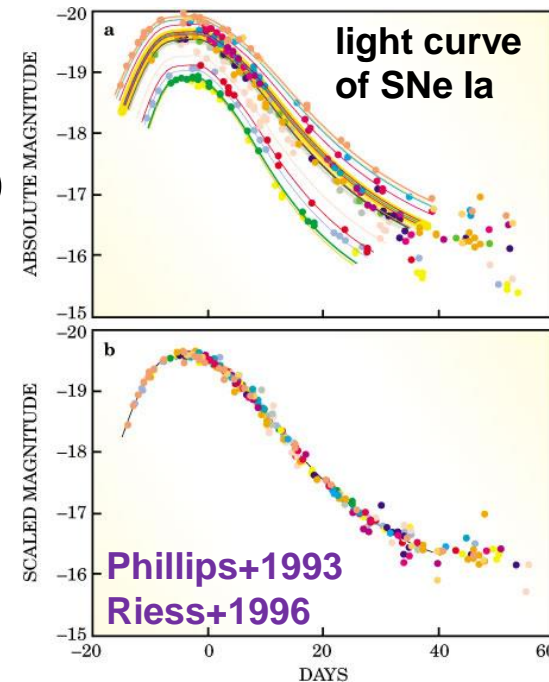 )
−20
−19
−18
−17
−16
−15
ABSOLUTE MAGNITUDE
a
light curve
of SNe Ia
−20
−19
−18
−17
−16
−15
SCALED MAGNITUDE
b
Phillips+1993
Riess+1996
−20 0 20 40 60
DAYS